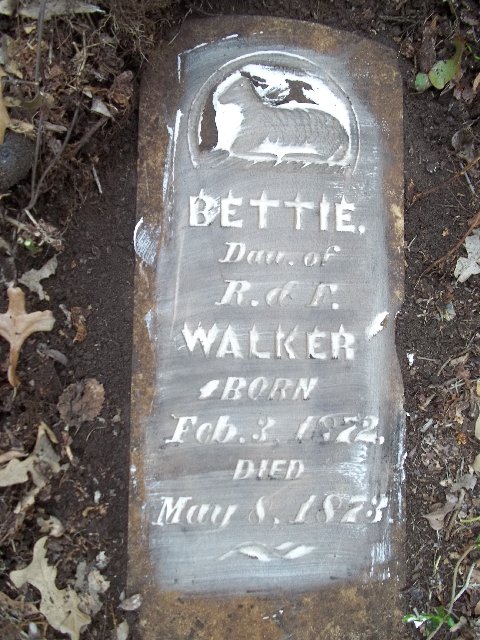 BETTIE.
Dau. of
R. & F.
WALKER
BORN
Feb. 3, 1872.
DIED
May 8, 1873